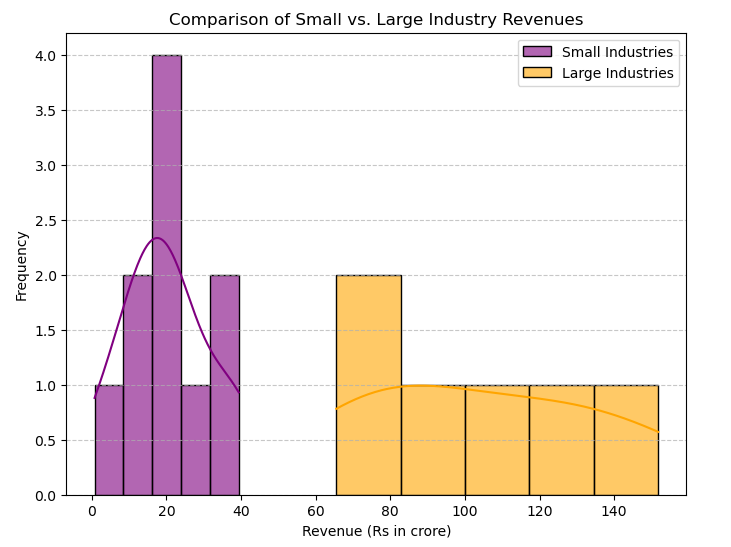 Comparison of Small vs. Large Industry Revenues
Small Industries
Large Industries
4.0
3.5
3.0
2.5
2.0
1.5
1.0
0.5
0.0
Frequency
0 20 40 60 80 100 120 140
Revenue (Rs in crore)